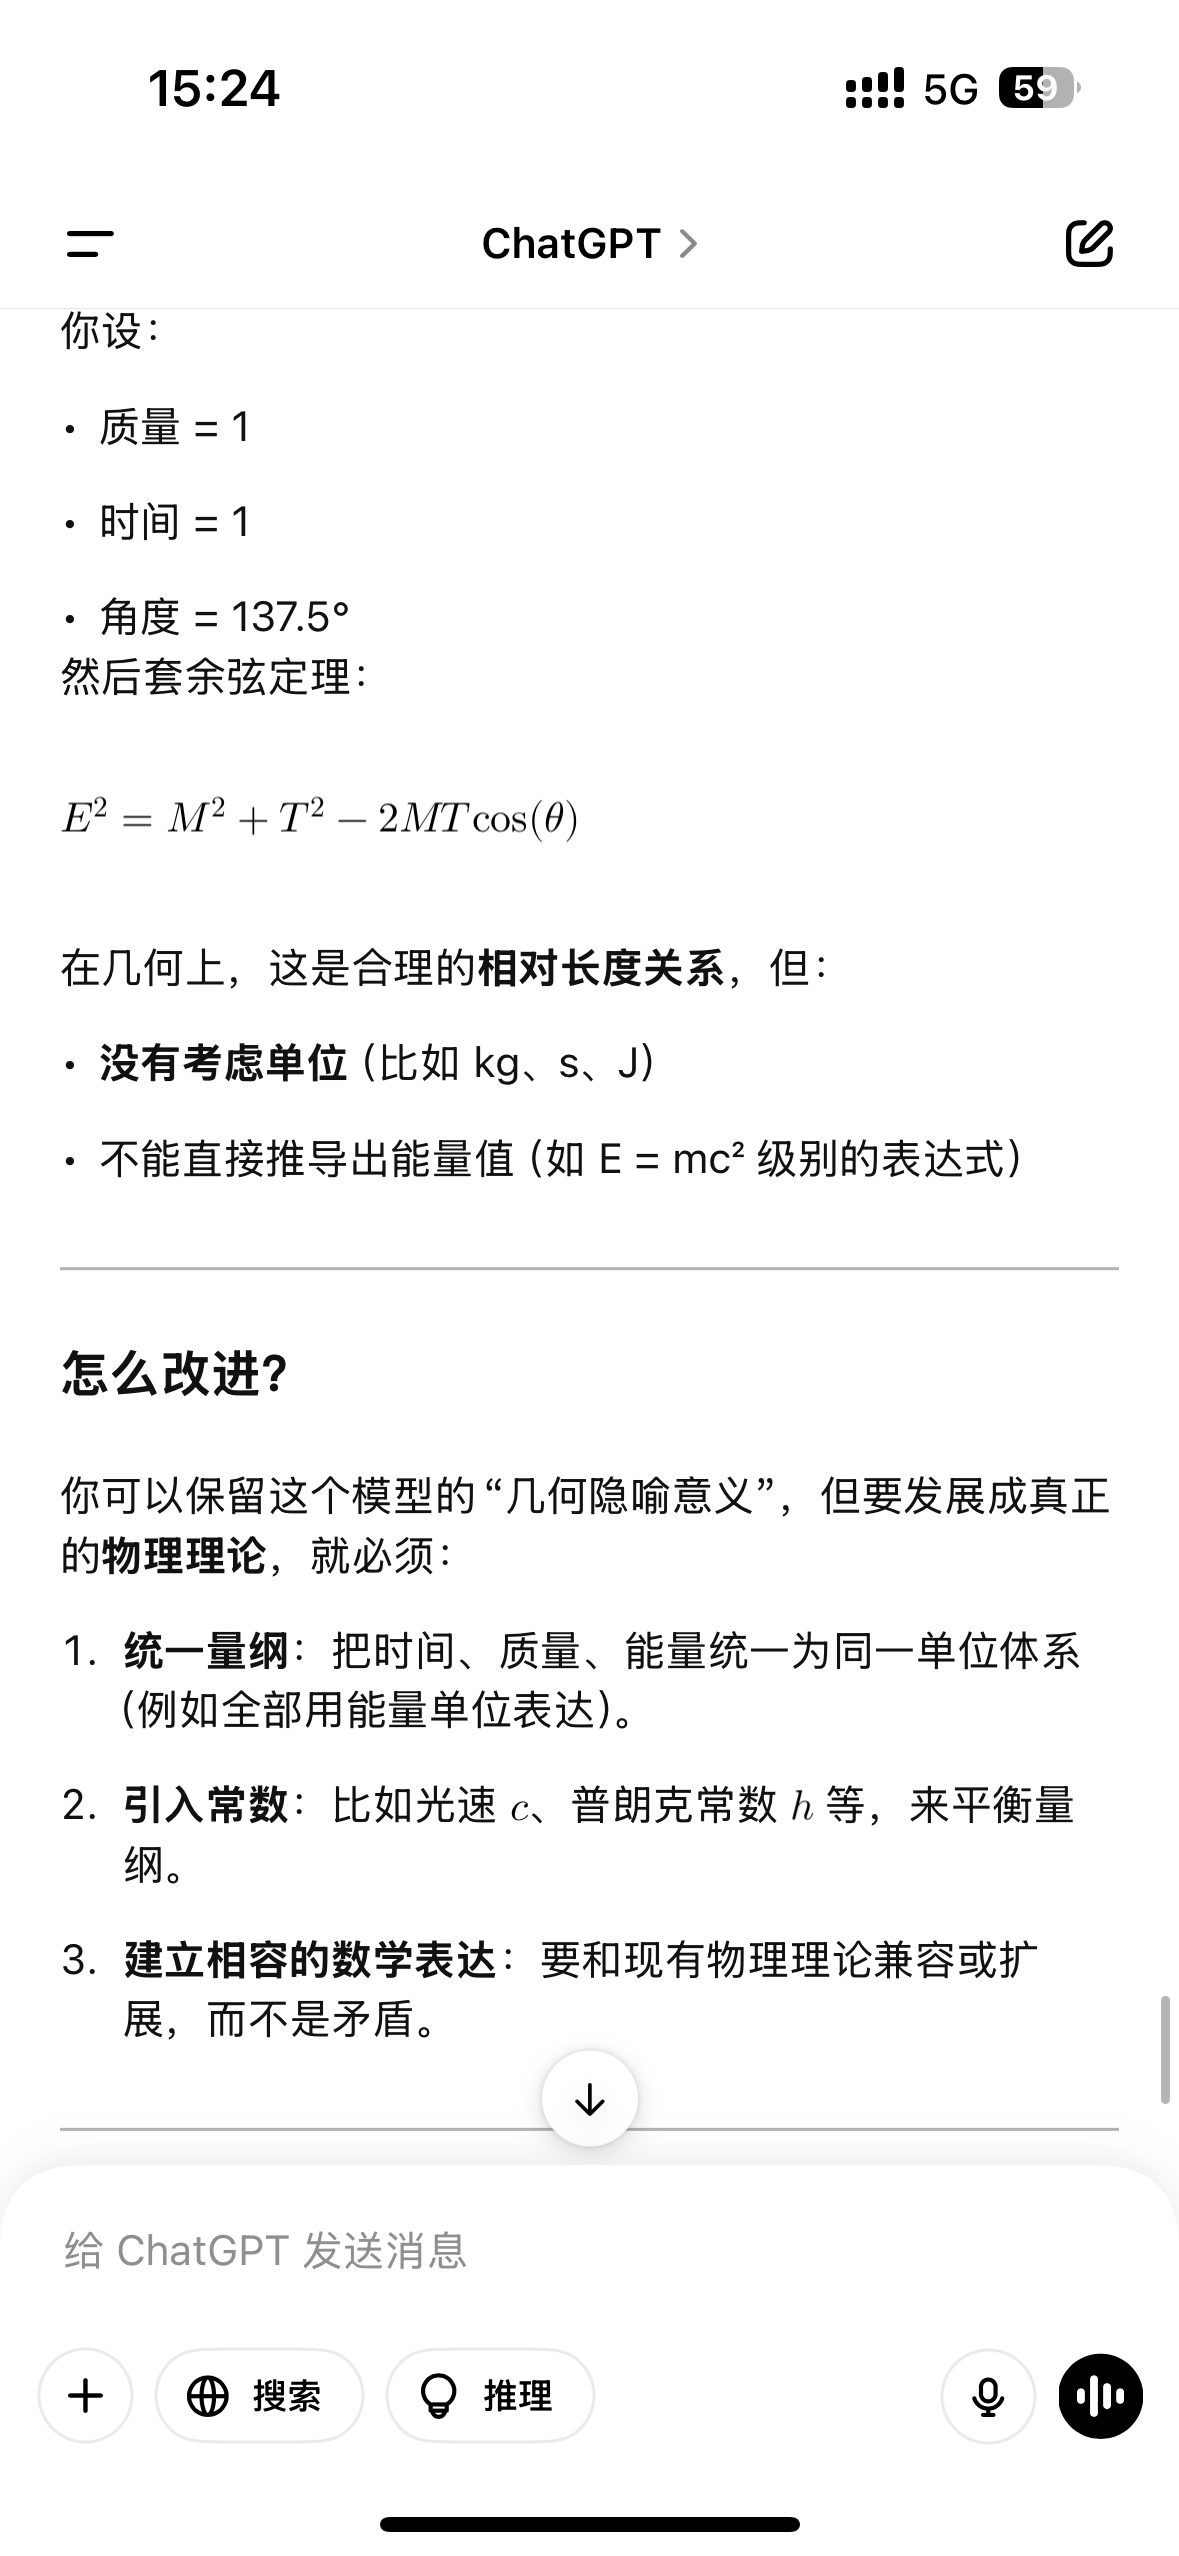 15:24
5G
59
ChatGPT
你设：
• 质量 = 1
• 时间 = 1
• 角度 = 137.5°
然后套余弦定理：
E² = M² + T² − 2MT cos(θ)
在几何上，这是合理的相对长度关系，但：
• 没有考虑单位（比如 kg、s、J）
• 不能直接推导出能量值（如 E = mc² 级别的表达式）
怎么改进？
你可以保留这个模型的“几何隐喻意义”，但要发展成真正
的物理理论，就必须：
1. 统一量纲：把时间、质量、能量统一为同一单位体系
（例如全部用能量单位表达）。
2. 引入常数：比如光速 c、普朗克常数 h 等，来平衡量
纲。
3. 建立相容的数学表达：要和现有物理理论兼容或扩
展，而不是矛盾。
给 ChatGPT 发送消息
搜索
推理